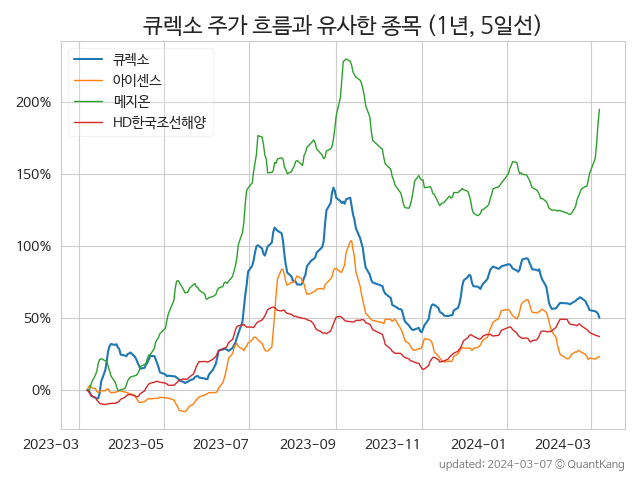 큐렉소 주가 흐름과 유사한 종목 (1년, 5일선)
큐렉소
아이센스
메지온
HD한국조선해양
200%
150%
100%
50%
0%
2023-03 2023-05 2023-07 2023-09 2023-11 2024-01 2024-03
updated: 2024-03-07 © QuantKang